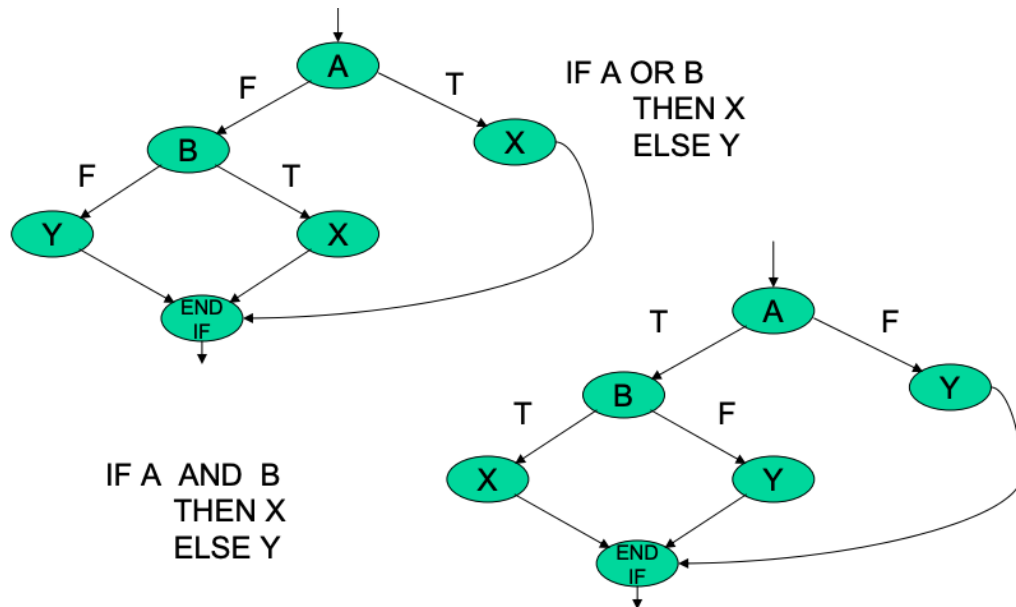 A
F
T
IF A OR B
THEN X
ELSE Y
B
X
F
T
Y
X
END
IF
A
T
F
B
Y
T
F
IF A AND B
THEN X
ELSE Y
X
Y
END
IF